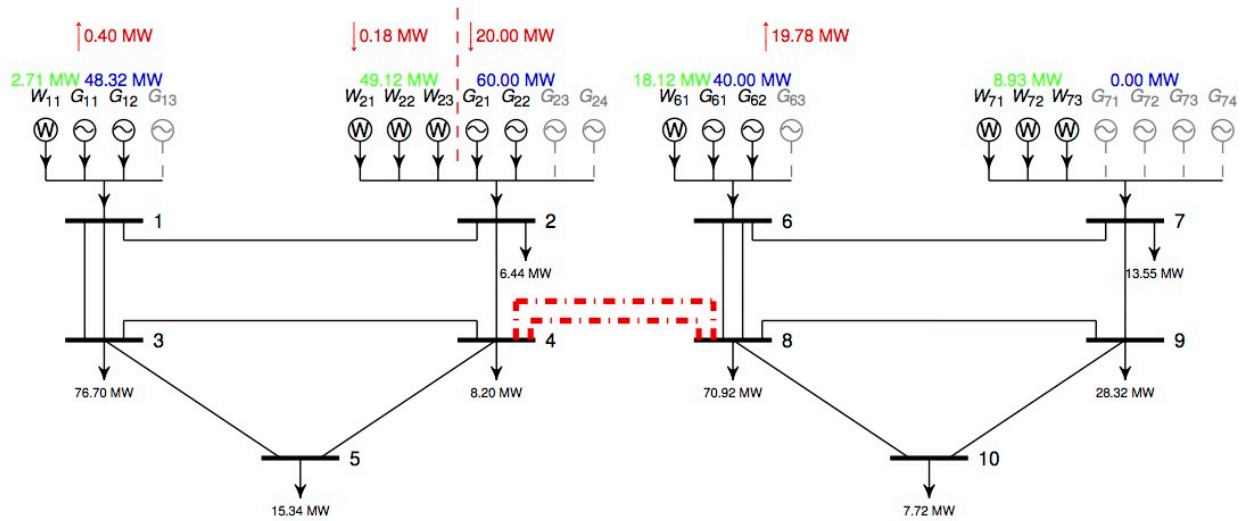 0.40 MW 0.18 MW 20.00 MW 19.78 MW
2.71 MW 48.32 MW 49.12 MW 60.00 MW 18.12 MW 40.00 MW 8.93 MW 0.00 MW
W11 G11 G12 G13 W21 W22 W23 G21 G22 G23 G24 W61 G61 G62 G63 W71 W72 W73 G71 G72 G73 G74
W W W W W W W W
1 2 6 7
6.44 MW 13.55 MW
3 4 8 9
76.70 MW 8.20 MW 70.92 MW 28.32 MW
5 10
15.34 MW 7.72 MW